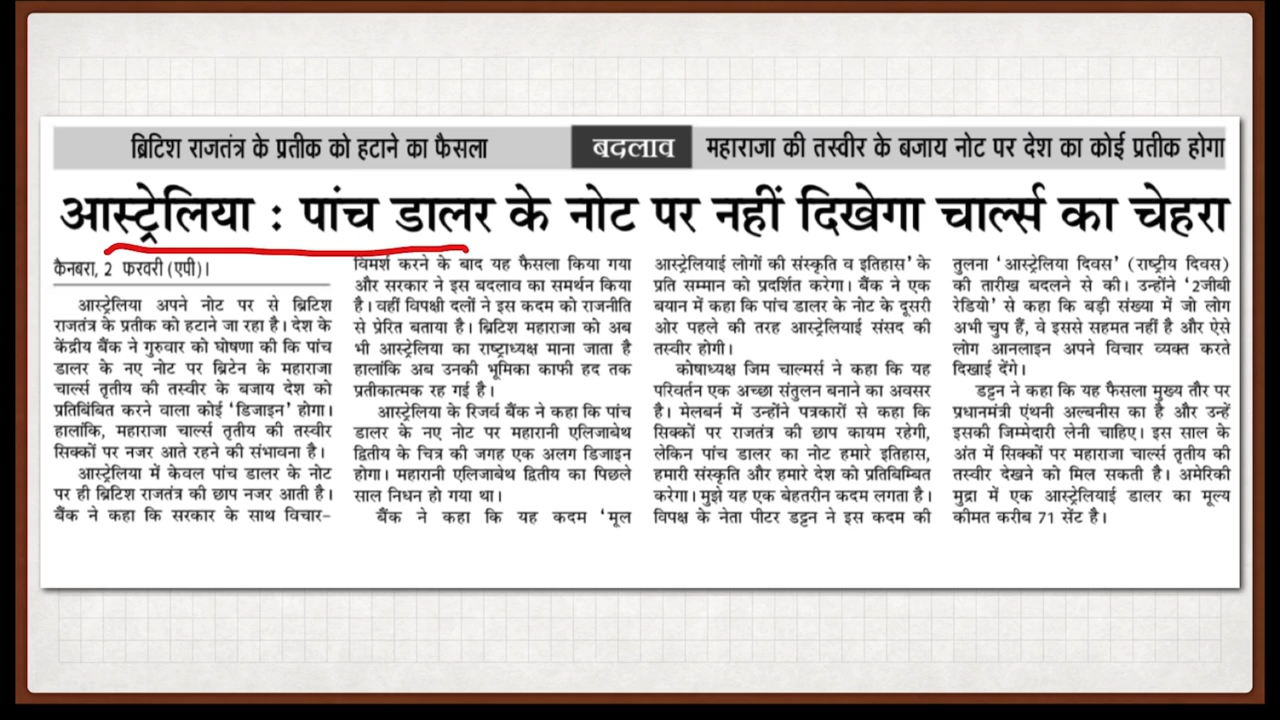 ब्रिटिश राजतंत्र के प्रतीक को हटाने का फैसला
बदलाव
महाराजा की तस्वीर के बजाय नोट पर देश का कोई प्रतीक होगा
आस्ट्रेलिया : पांच डालर के नोट पर नहीं दिखेगा चार्ल्स का चेहरा
कैनबरा, 2 फरवरी (एपी)।
आस्ट्रेलिया अपने नोट पर से ब्रिटिश
राजतंत्र के प्रतीक को हटाने जा रहा है। देश के
केंद्रीय बैंक ने गुरुवार को घोषणा की कि पांच
डालर के नए नोट पर ब्रिटेन के महाराजा
चार्ल्स तृतीय की तस्वीर के बजाय देश को
प्रतिबिंबित करने वाला कोई ‘डिजाइन’ होगा।
हालांकि, महाराजा चार्ल्स तृतीय की तस्वीर
सिक्कों पर नजर आते रहने की संभावना है।
आस्ट्रेलिया में केवल पांच डालर के नोट
पर ही ब्रिटिश राजतंत्र की छाप नजर आती है।
बैंक ने कहा कि सरकार के साथ विचार-
विमर्श करने के बाद यह फैसला किया गया
और सरकार ने इस बदलाव का समर्थन किया
है। वहीं विपक्षी दलों ने इस कदम को राजनीति
से प्रेरित बताया है। ब्रिटिश महाराजा को अब
भी आस्ट्रेलिया का राष्ट्राध्यक्ष माना जाता है
हालांकि अब उनकी भूमिका काफी हद तक
प्रतीकात्मक रह गई है।
आस्ट्रेलिया के रिजर्व बैंक ने कहा कि पांच
डालर के नए नोट पर महारानी एलिजाबेथ
द्वितीय के चित्र की जगह एक अलग डिजाइन
होगा। महारानी एलिजाबेथ द्वितीय का पिछले
साल निधन हो गया था।
बैंक ने कहा कि यह कदम ‘मूल
आस्ट्रेलियाई लोगों की संस्कृति व इतिहास’ के
प्रति सम्मान को प्रदर्शित करेगा। बैंक ने एक
बयान में कहा कि पांच डालर के नोट के दूसरी
ओर पहले की तरह आस्ट्रेलियाई संसद की
तस्वीर होगी।
कोषाध्यक्ष जिम चाल्मर्स ने कहा कि यह
परिवर्तन एक अच्छा संतुलन बनाने का अवसर
है। मेलबर्न में उन्होंने पत्रकारों से कहा कि
सिक्कों पर राजतंत्र की छाप कायम रहेगी,
लेकिन पांच डालर का नोट हमारे इतिहास,
हमारी संस्कृति और हमारे देश को प्रतिबिम्बित
करेगा। मुझे यह एक बेहतरीन कदम लगता है।
विपक्ष के नेता पीटर डट्टन ने इस कदम की
तुलना ‘आस्ट्रेलिया दिवस’ (राष्ट्रीय दिवस)
की तारीख बदलने से की। उन्होंने ‘2जीबी
रेडियो’ से कहा कि बड़ी संख्या में जो लोग
अभी चुप हैं, वे इससे सहमत नहीं है और ऐसे
लोग आनलाइन अपने विचार व्यक्त करते
दिखाई देंगे।
डट्टन ने कहा कि यह फैसला मुख्य तौर पर
प्रधानमंत्री एंथनी अल्बनीस का है और उन्हें
इसकी जिम्मेदारी लेनी चाहिए। इस साल के
अंत में सिक्कों पर महाराजा चार्ल्स तृतीय की
तस्वीर देखने को मिल सकती है। अमेरिकी
मुद्रा में एक आस्ट्रेलियाई डालर का मूल्य
कीमत करीब 71 सेंट है।